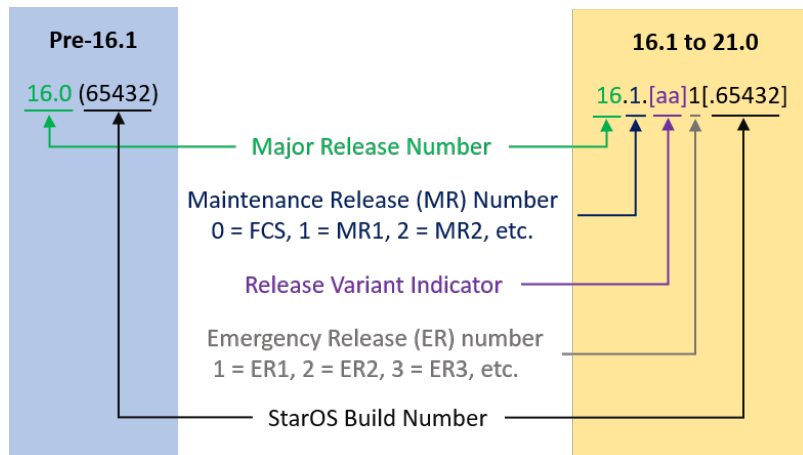 Pre-16.1
16.1 to 21.0
16.0 (65432)
16.1.[aa]1[.65432]
Major Release Number
Maintenance Release (MR) Number
0 = FCS, 1 = MR1, 2 = MR2, etc.
Release Variant Indicator
Emergency Release (ER) number
1 = ER1, 2 = ER2, 3 = ER3, etc.
StarOS Build Number